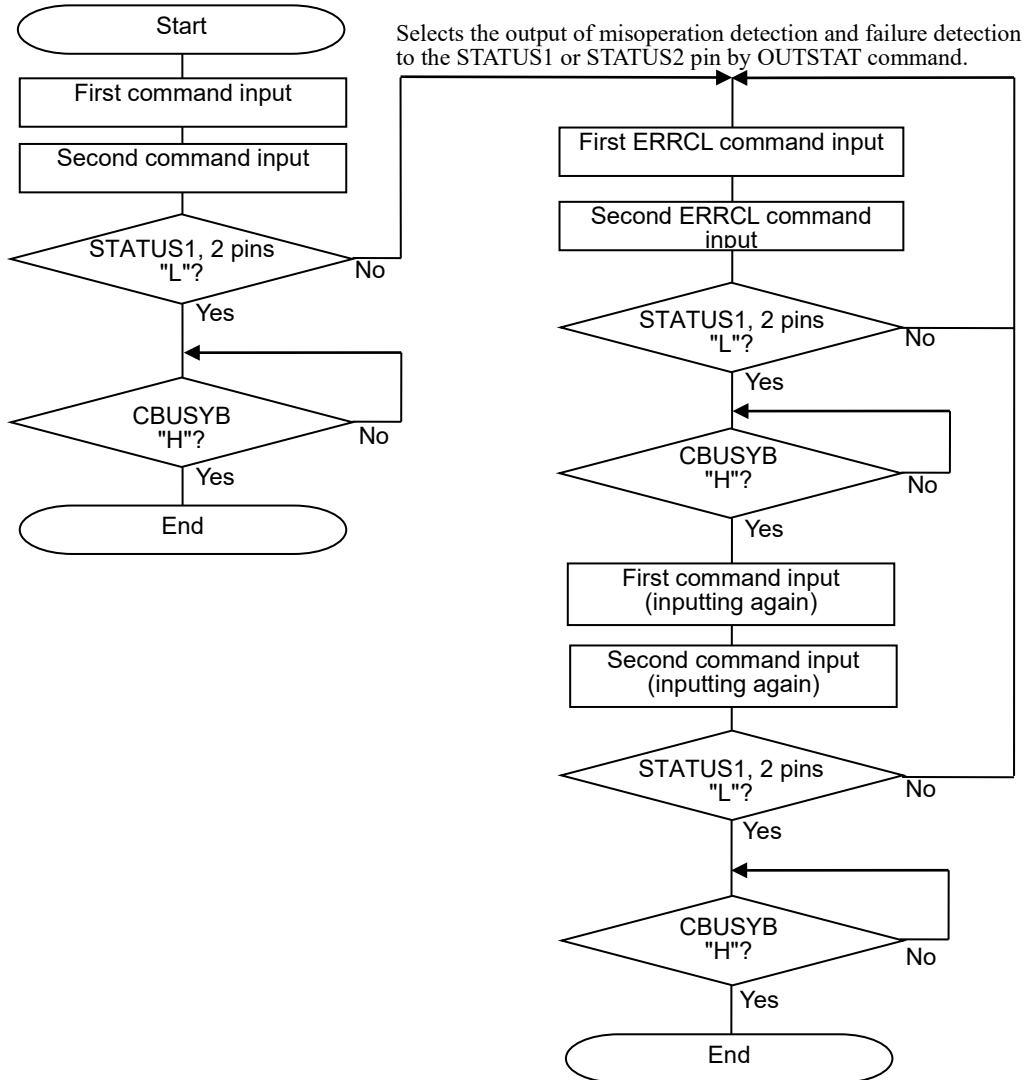 Selects the output of misoperation detection and failure detection
to the STATUS1 or STATUS2 pin by OUTSTAT command.
Start
First command input
Second command input
STATUS1, 2 pins
"L"?
No
Yes
CBUSYB
"H"?
No
Yes
End
First ERRCL command input
Second ERRCL command
input
STATUS1, 2 pins
"L"?
No
Yes
CBUSYB
"H"?
No
Yes
First command input
(inputting again)
Second command input
(inputting again)
STATUS1, 2 pins
"L"?
No
Yes
CBUSYB
"H"?
No
Yes
End